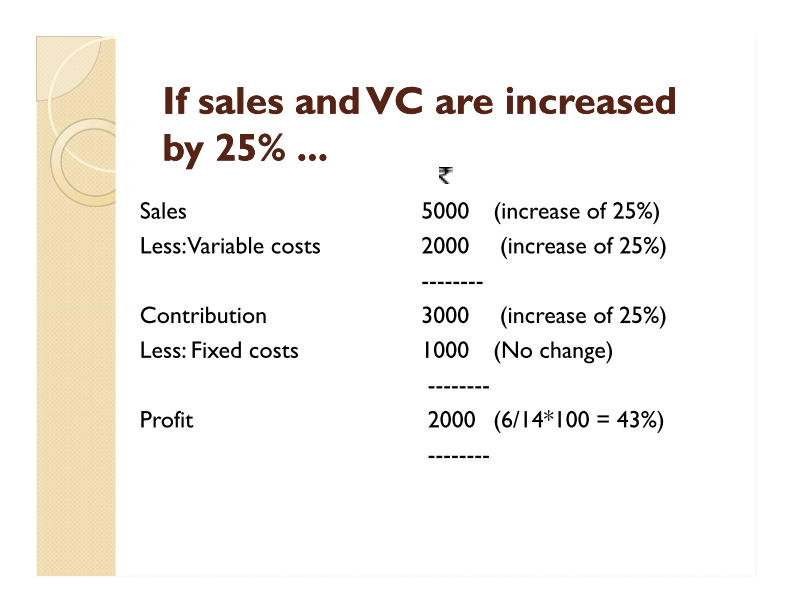 If sales and VC are increased
by 25% ...
₹
Sales 5000 (increase of 25%)
Less:Variable costs 2000 (increase of 25%)
--------
Contribution 3000 (increase of 25%)
Less: Fixed costs 1000 (No change)
--------
Profit 2000 (6/14*100 = 43%)
--------